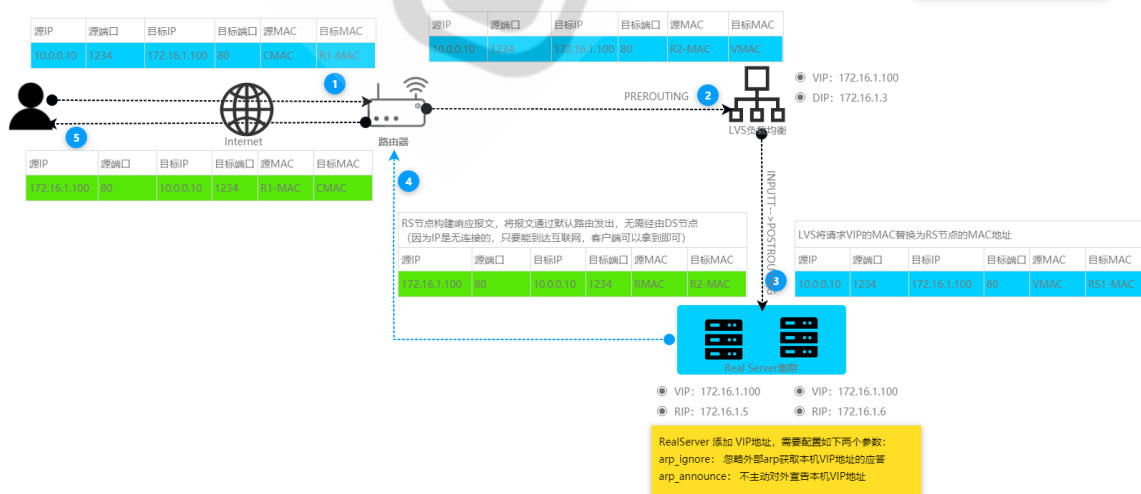 源IP 源端口 目标IP 目标端口 源MAC 目标MAC
10.0.0.10 1234 172.16.1.100 80 CMAC R1-MAC
源IP 源端口 目标IP 目标端口 源MAC 目标MAC
10.0.0.10 1234 172.16.1.100 80 R2-MAC VMAC
1
PREROUTING 2
VIP：172.16.1.100
DIP：172.16.1.3
LVS负载均衡
Internet
路由器
5
源IP 源端口 目标IP 目标端口 源MAC 目标MAC
172.16.1.100 80 10.0.0.10 1234 R1-MAC CMAC
4
INPUTT-->POSTROUTING
3
RS节点构建响应报文，将报文通过默认路由发出，无需经由DS节点
（因为IP是无连接的，只要能到达互联网，客户端可以拿到即可）
源IP 源端口 目标IP 目标端口 源MAC 目标MAC
172.16.1.100 80 10.0.0.10 1234 RMAC R2-MAC
LVS将请求VIP的MAC替换为RS节点的MAC地址
源IP 源端口 目标IP 目标端口 源MAC 目标MAC
10.0.0.10 1234 172.16.1.100 80 VMAC RS1-MAC
Real Server集群
VIP：172.16.1.100
RIP：172.16.1.5
VIP：172.16.1.100
RIP：172.16.1.6
RealServer 添加 VIP地址，需要配置如下两个参数：
arp_ignore： 忽略外部arp获取本机VIP地址的应答
arp_announce： 不主动对外宣告本机VIP地址